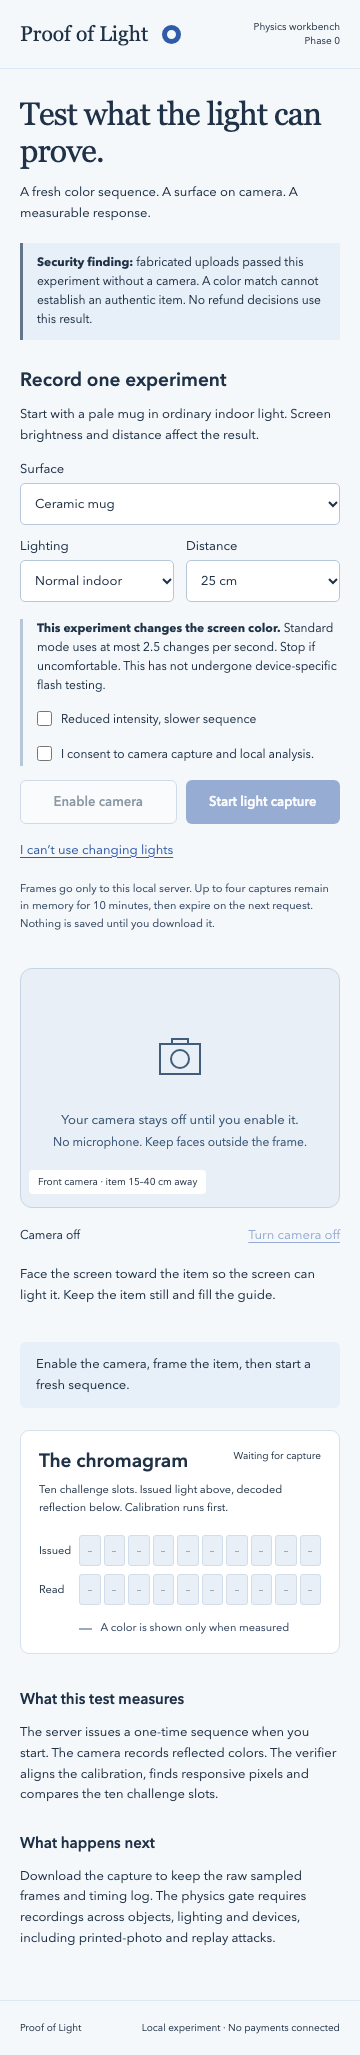 Proof of Light
Physics workbench
Phase 0
Test what the light can
prove.
A fresh color sequence. A surface on camera. A
measurable response.
Security finding: fabricated uploads passed this
experiment without a camera. A color match cannot
establish an authentic item. No refund decisions use
this result.
Record one experiment
Start with a pale mug in ordinary indoor light. Screen
brightness and distance affect the result.
Surface
Ceramic mug
Lighting
Distance
Normal indoor
25 cm
This experiment changes the screen color. Standard
mode uses at most 2.5 changes per second. Stop if
uncomfortable. This has not undergone device-specific
flash testing.
Reduced intensity, slower sequence
I consent to camera capture and local analysis.
Enable camera
Start light capture
I can’t use changing lights
Frames go only to this local server. Up to four captures remain
in memory for 10 minutes, then expire on the next request.
Nothing is saved until you download it.
Your camera stays off until you enable it.
No microphone. Keep faces outside the frame.
Front camera · item 15–40 cm away
Camera off
Turn camera off
Face the screen toward the item so the screen can
light it. Keep the item still and fill the guide.
Enable the camera, frame the item, then start a
fresh sequence.
The chromagram
Waiting for capture
Ten challenge slots. Issued light above, decoded
reflection below. Calibration runs first.
Issued – – – – – – – – – –
Read – – – – – – – – – –
— A color is shown only when measured
What this test measures
The server issues a one-time sequence when you
start. The camera records reflected colors. The verifier
aligns the calibration, finds responsive pixels and
compares the ten challenge slots.
What happens next
Download the capture to keep the raw sampled
frames and timing log. The physics gate requires
recordings across objects, lighting and devices,
including printed-photo and replay attacks.
Proof of Light
Local experiment · No payments connected